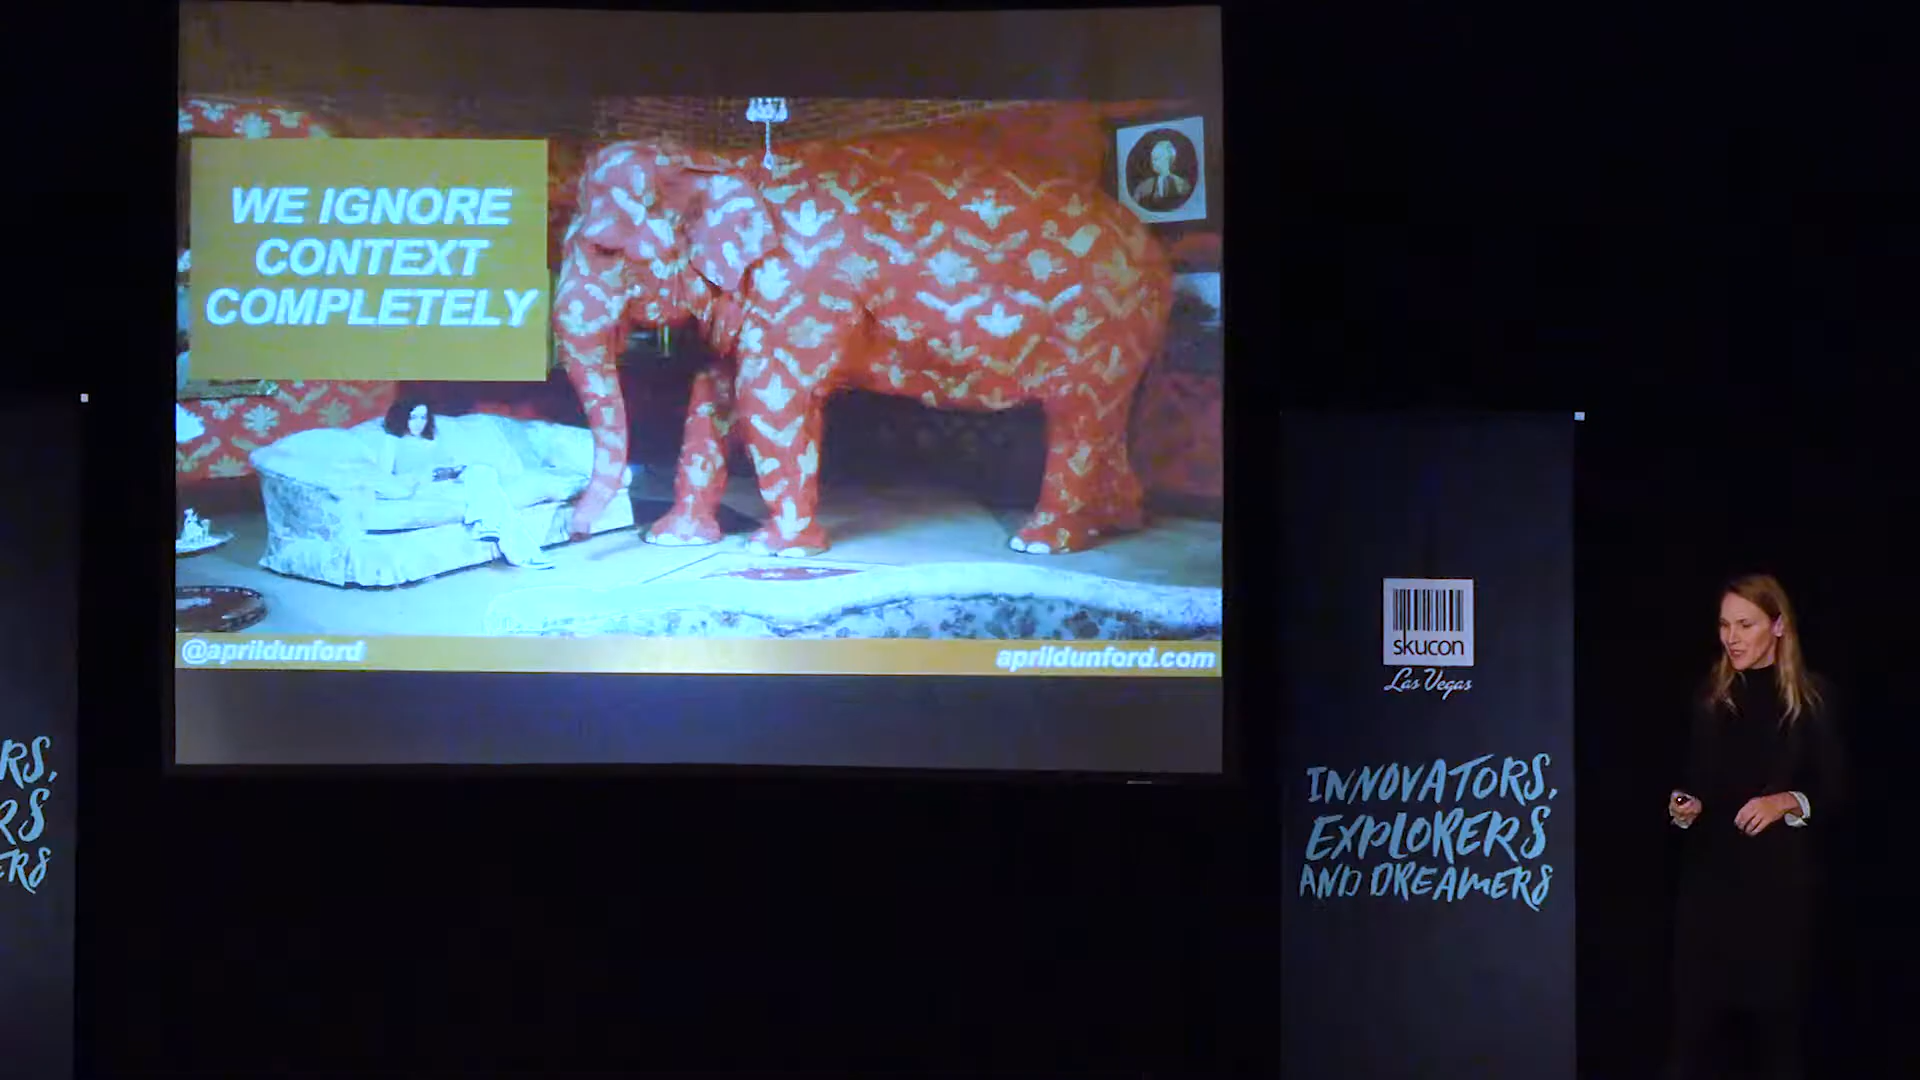 WE IGNORE
CONTEXT
COMPLETELY
@aprildunford
aprildunford.com
skucon
Las Vegas
INNOVATORS,
EXPLORERS
AND DREAMERS
RS,
RS
ERS